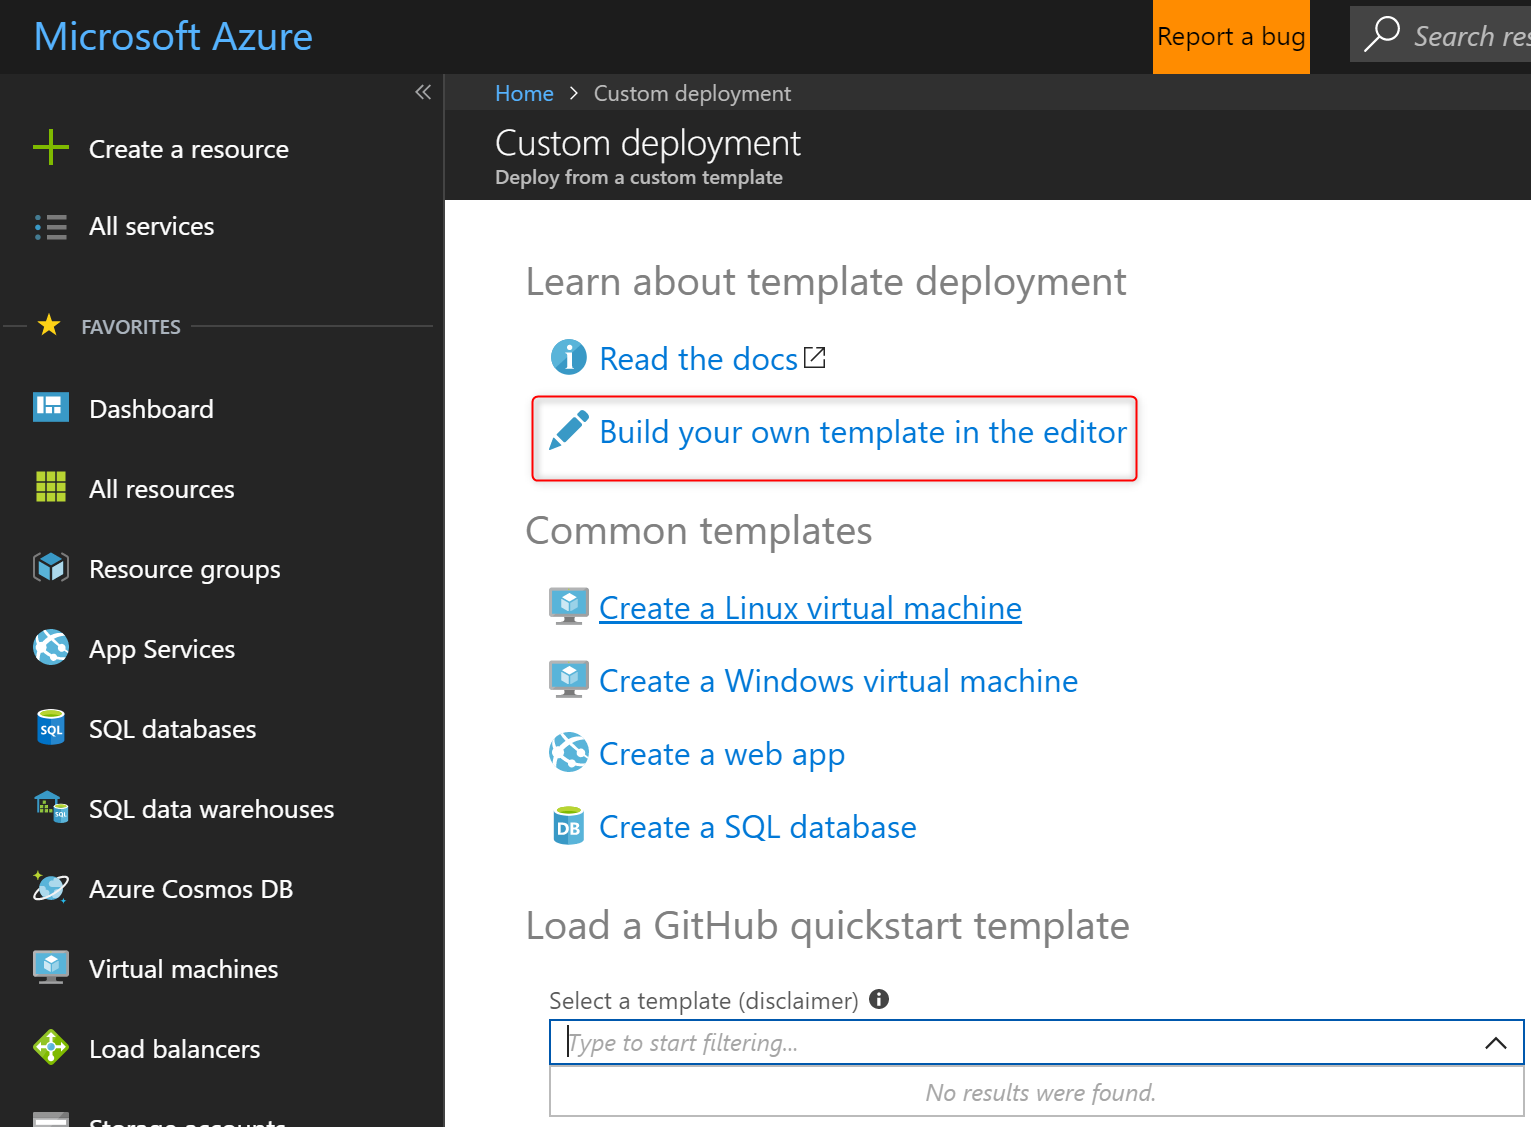 Microsoft Azure
Report a bug
Search res
«
Home > Custom deployment
Custom deployment
Deploy from a custom template
Create a resource
All services
FAVORITES
Dashboard
All resources
Resource groups
App Services
SQL databases
SQL data warehouses
Azure Cosmos DB
Virtual machines
Load balancers
Storage accounts
Learn about template deployment
Read the docs
Build your own template in the editor
Common templates
Create a Linux virtual machine
Create a Windows virtual machine
Create a web app
DB Create a SQL database
Load a GitHub quickstart template
Select a template (disclaimer)
Type to start filtering...
No results were found.